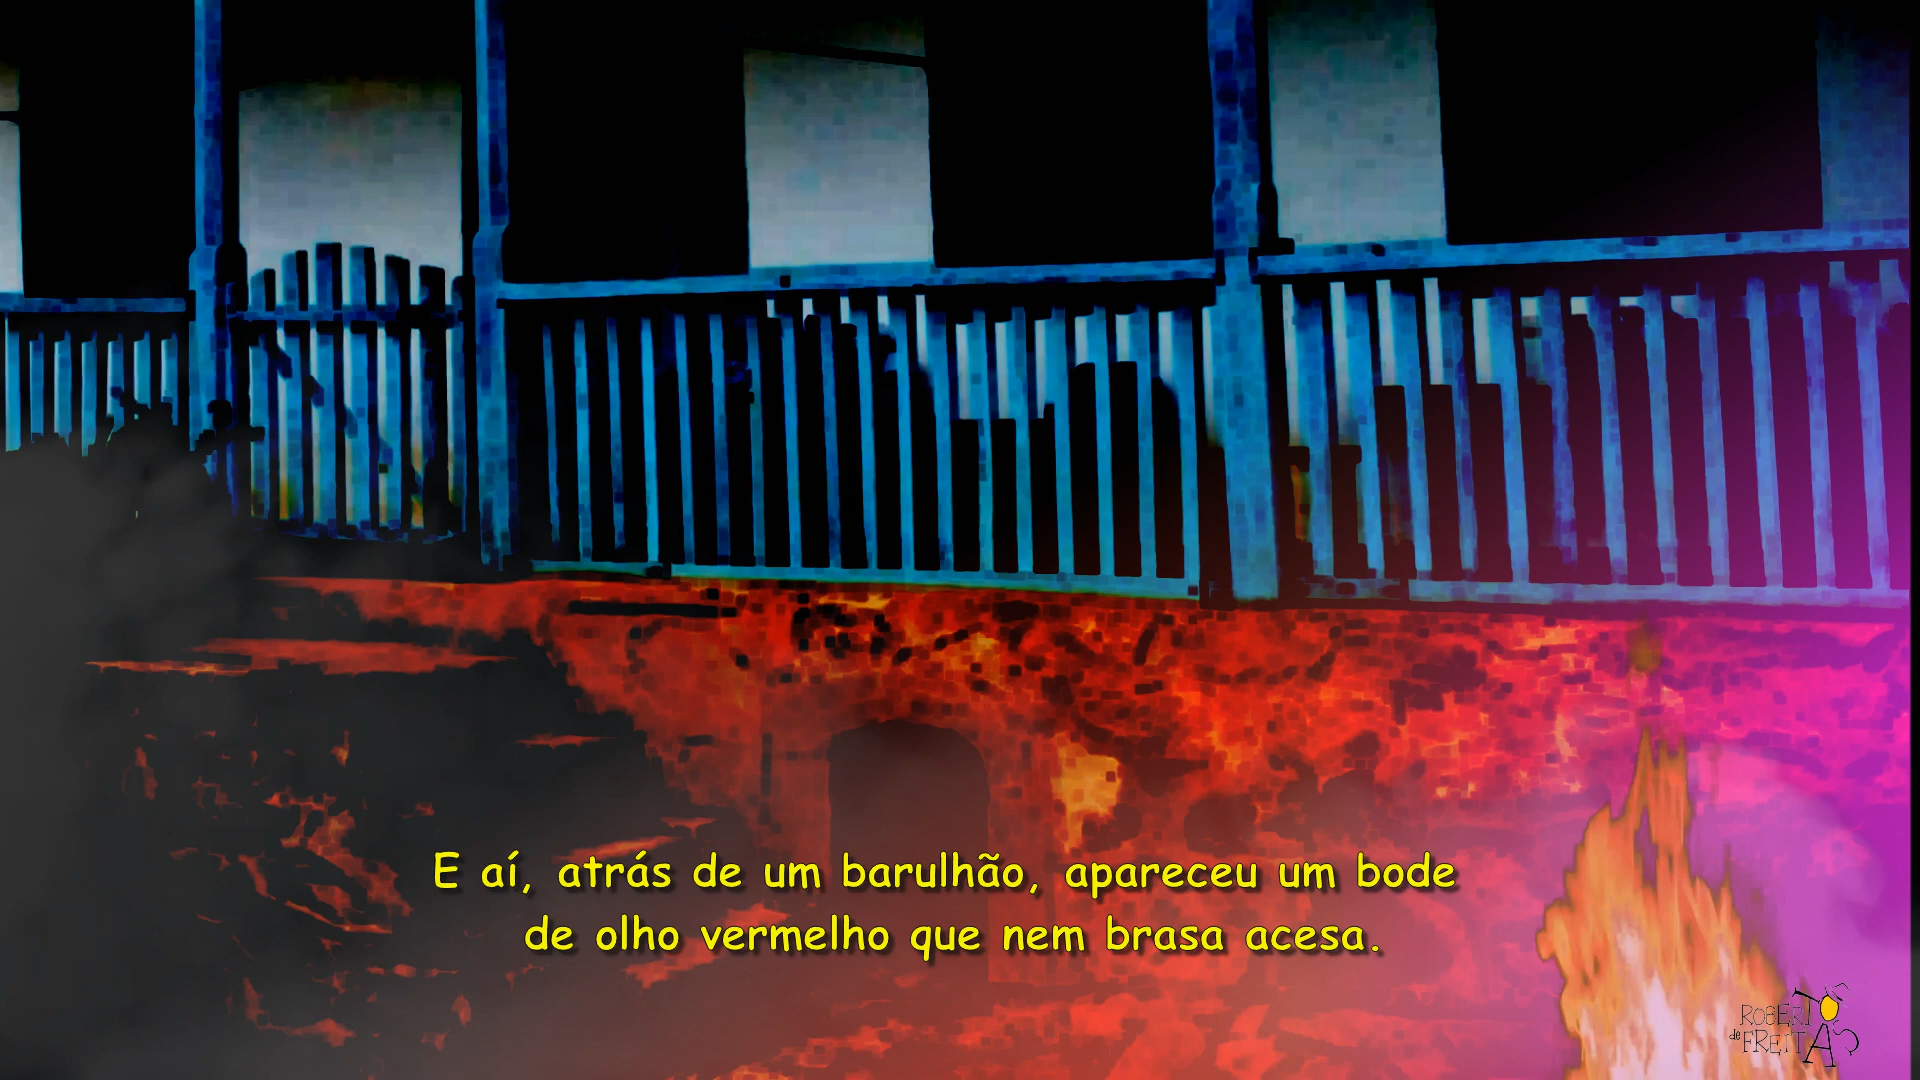 E aí, atrás de um barulhão, apareceu um bode
de olho vermelho que nem brasa acesa.
ROBERTO
de FREITAS